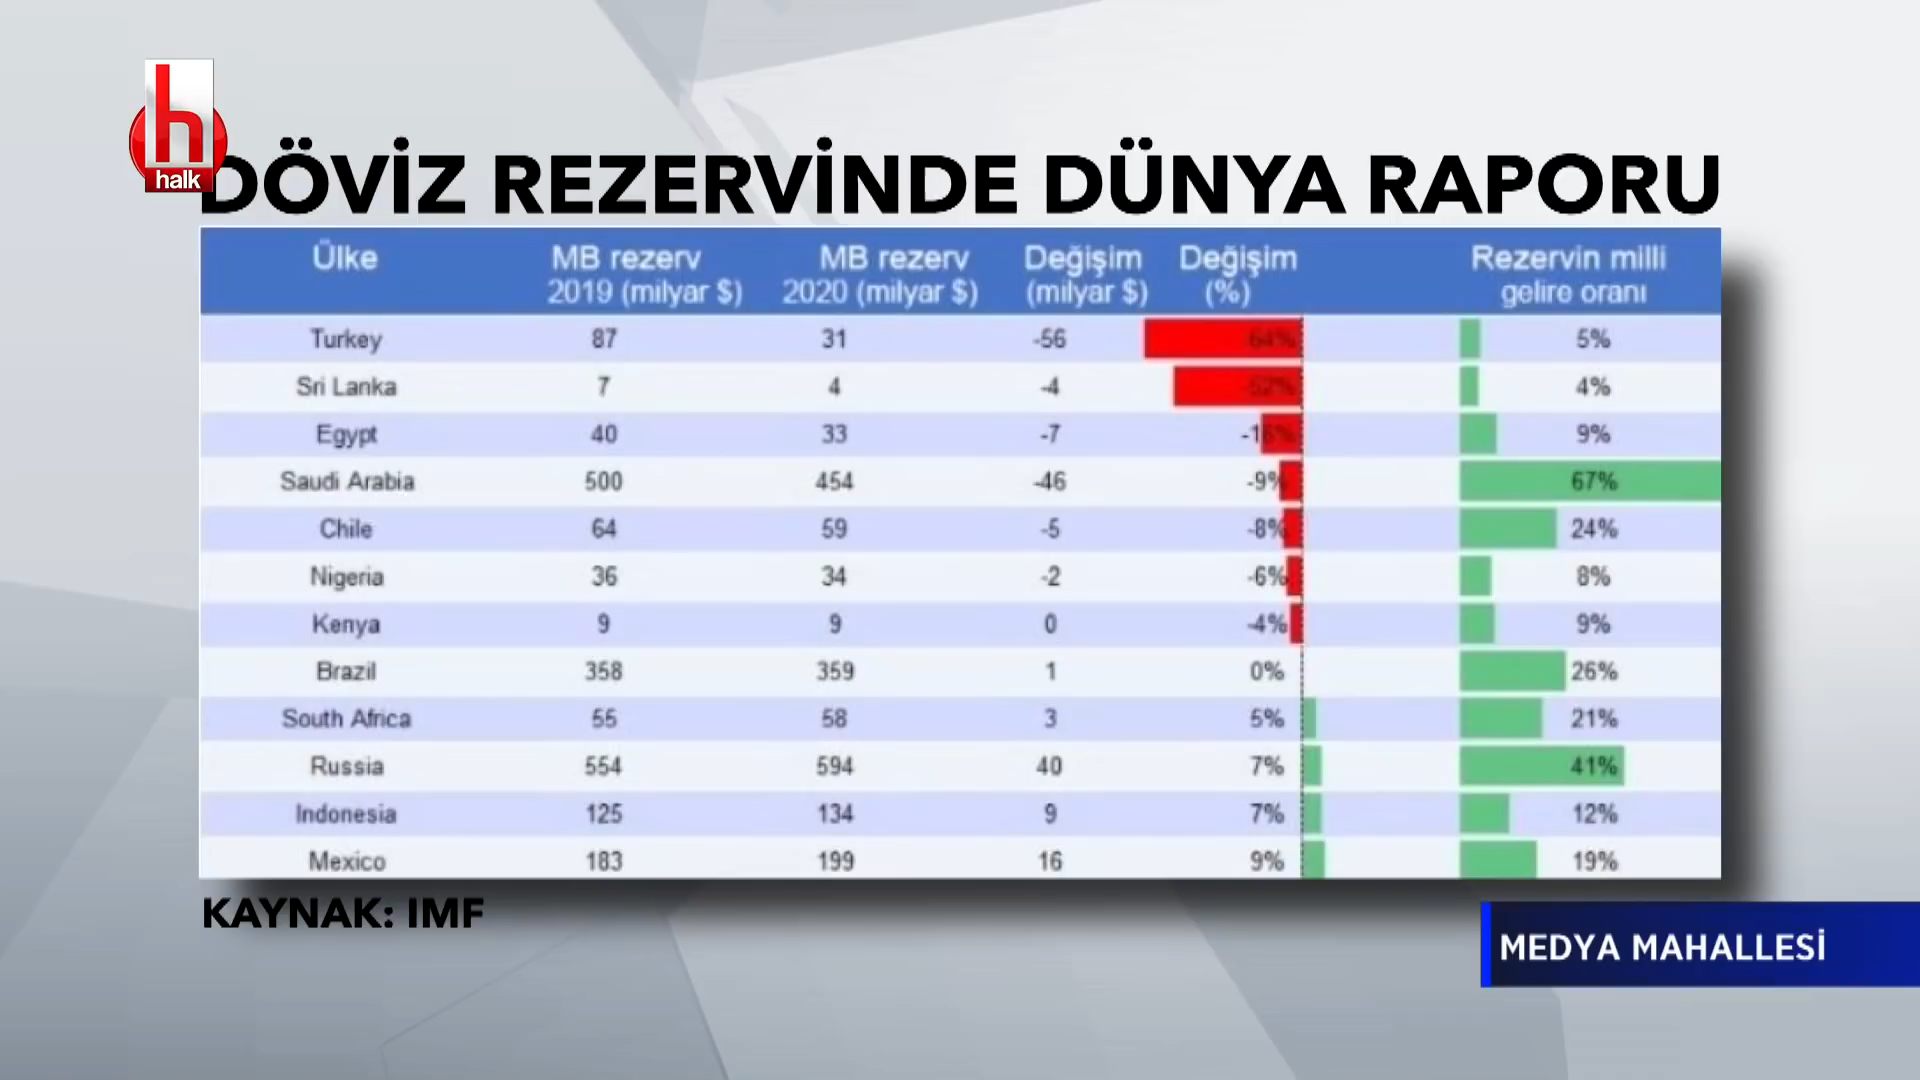 h
halk
DÖVİZ REZERVİNDE DÜNYA RAPORU
Ülke MB rezerv 2019 (milyar $) MB rezerv 2020 (milyar $) Değişim (milyar $) Değişim (%) Rezervin milli gelire oranı
Turkey 87 31 -56 -64% 5%
Sri Lanka 7 4 -4 -52% 4%
Egypt 40 33 -7 -16% 9%
Saudi Arabia 500 454 -46 -9% 67%
Chile 64 59 -5 -8% 24%
Nigeria 36 34 -2 -6% 8%
Kenya 9 9 0 -4% 9%
Brazil 358 359 1 0% 26%
South Africa 55 58 3 5% 21%
Russia 554 594 40 7% 41%
Indonesia 125 134 9 7% 12%
Mexico 183 199 16 9% 19%
KAYNAK: IMF
MEDYA MAHALLESİ